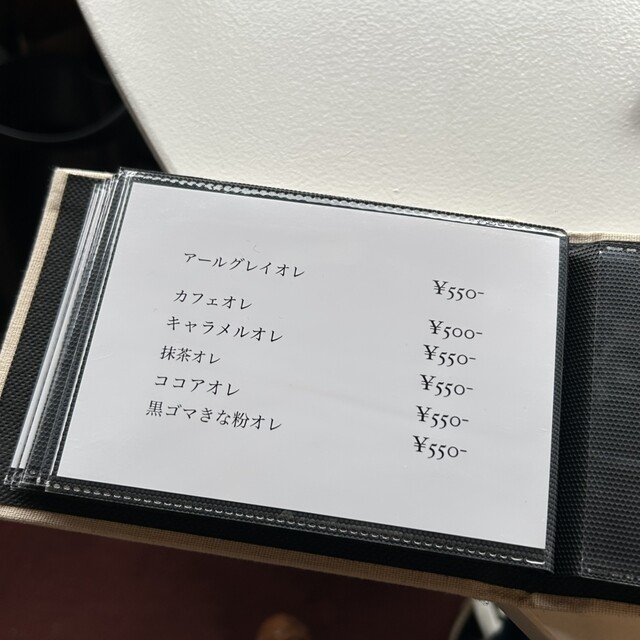 アールグレイオレ ¥550-
カフェオレ ¥500-
キャラメルオレ ¥550-
抹茶オレ ¥550-
ココアオレ ¥550-
黒ゴマきな粉オレ ¥550-